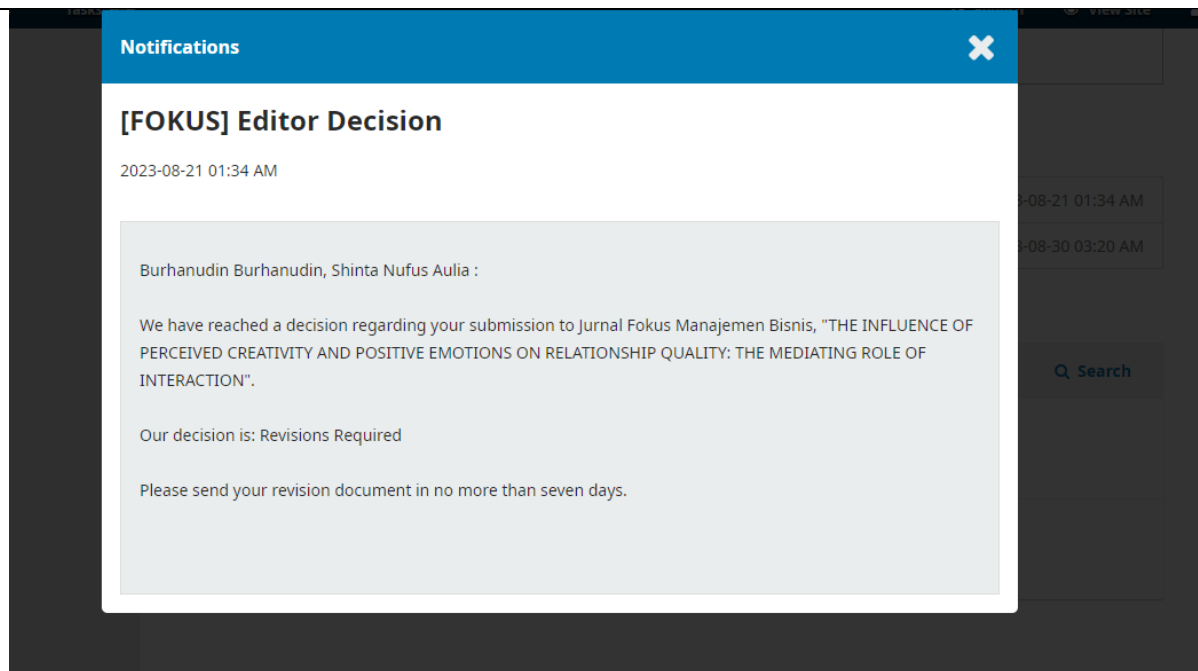 Tasks
View Site
Notifications
[FOKUS] Editor Decision
2023-08-21 01:34 AM
-08-21 01:34 AM
-08-30 03:20 AM
Burhanudin Burhanudin, Shinta Nufus Aulia :
We have reached a decision regarding your submission to Jurnal Fokus Manajemen Bisnis, "THE INFLUENCE OF
PERCEIVED CREATIVITY AND POSITIVE EMOTIONS ON RELATIONSHIP QUALITY: THE MEDIATING ROLE OF
INTERACTION".
Search
Our decision is: Revisions Required
Please send your revision document in no more than seven days.